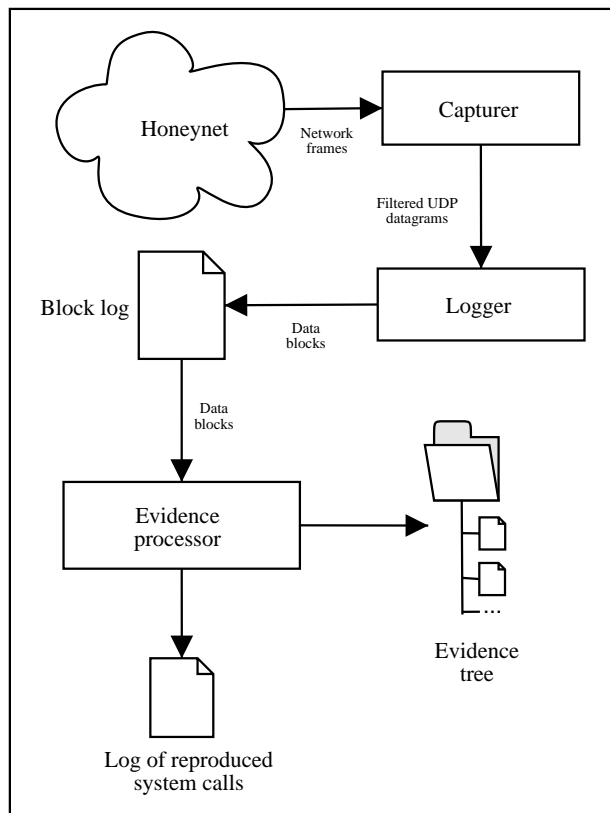 Honeynet
Capturer
Network
frames
Filtered UDP
datagrams
Block log
Logger
Data
blocks
Data
blocks
Evidence
processor
...
Evidence
tree
Log of reproduced
system calls